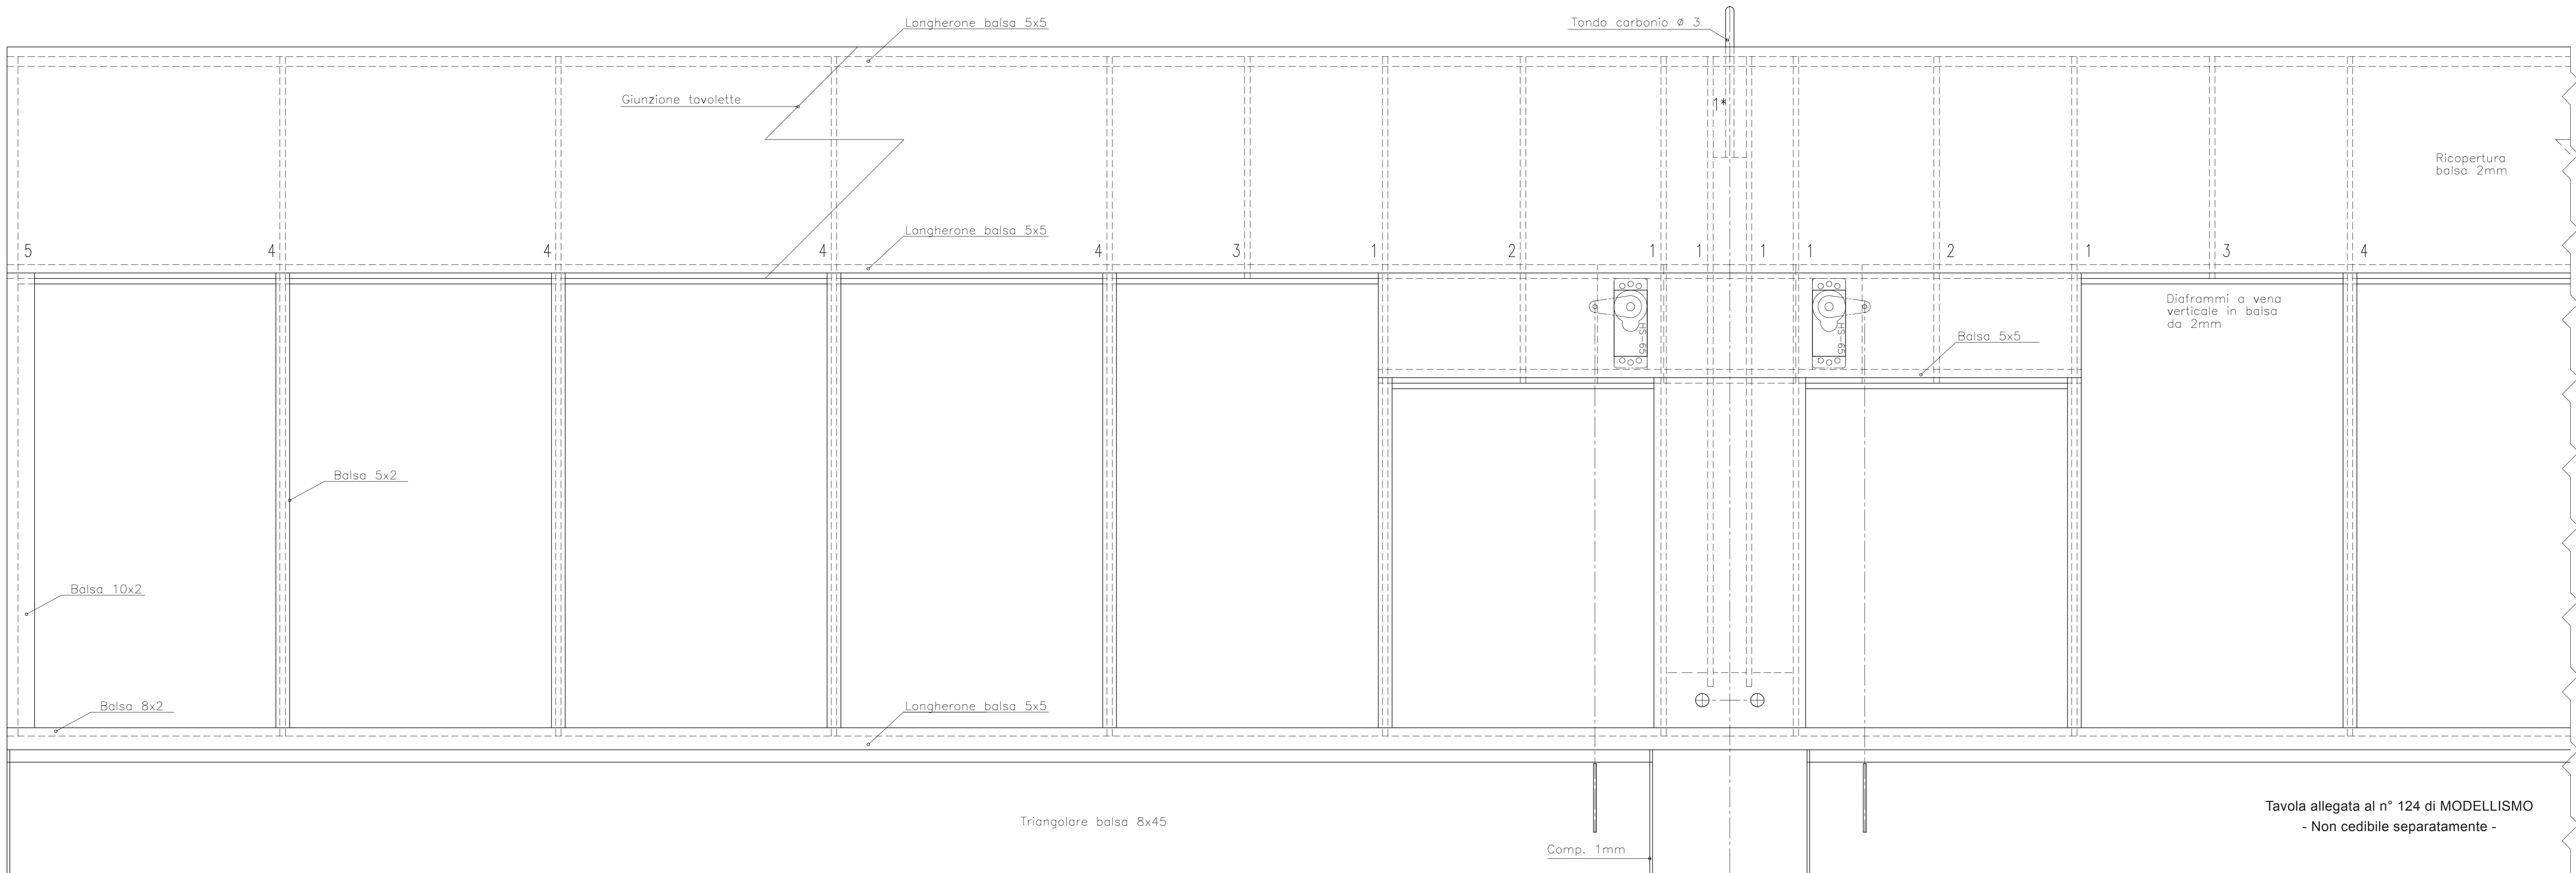 Longherone balsa 5x5
Tondo carbonio ø 3
Giunzione tavolette
1*
Ricopertura
balsa 2mm
Longherone balsa 5x5
5 4 4 4 4 3 1 2 1 1 1 1 2 1 3 4
HS-65
HS-65
Diaframmi a vena
verticale in balsa
da 2mm
Balsa 5x5
Balsa 5x2
Balsa 10x2
Balsa 8x2
Longherone balsa 5x5
Tavola allegata al n° 124 di MODELLISMO
- Non cedibile separatamente -
Triangolare balsa 8x45
Comp. 1mm